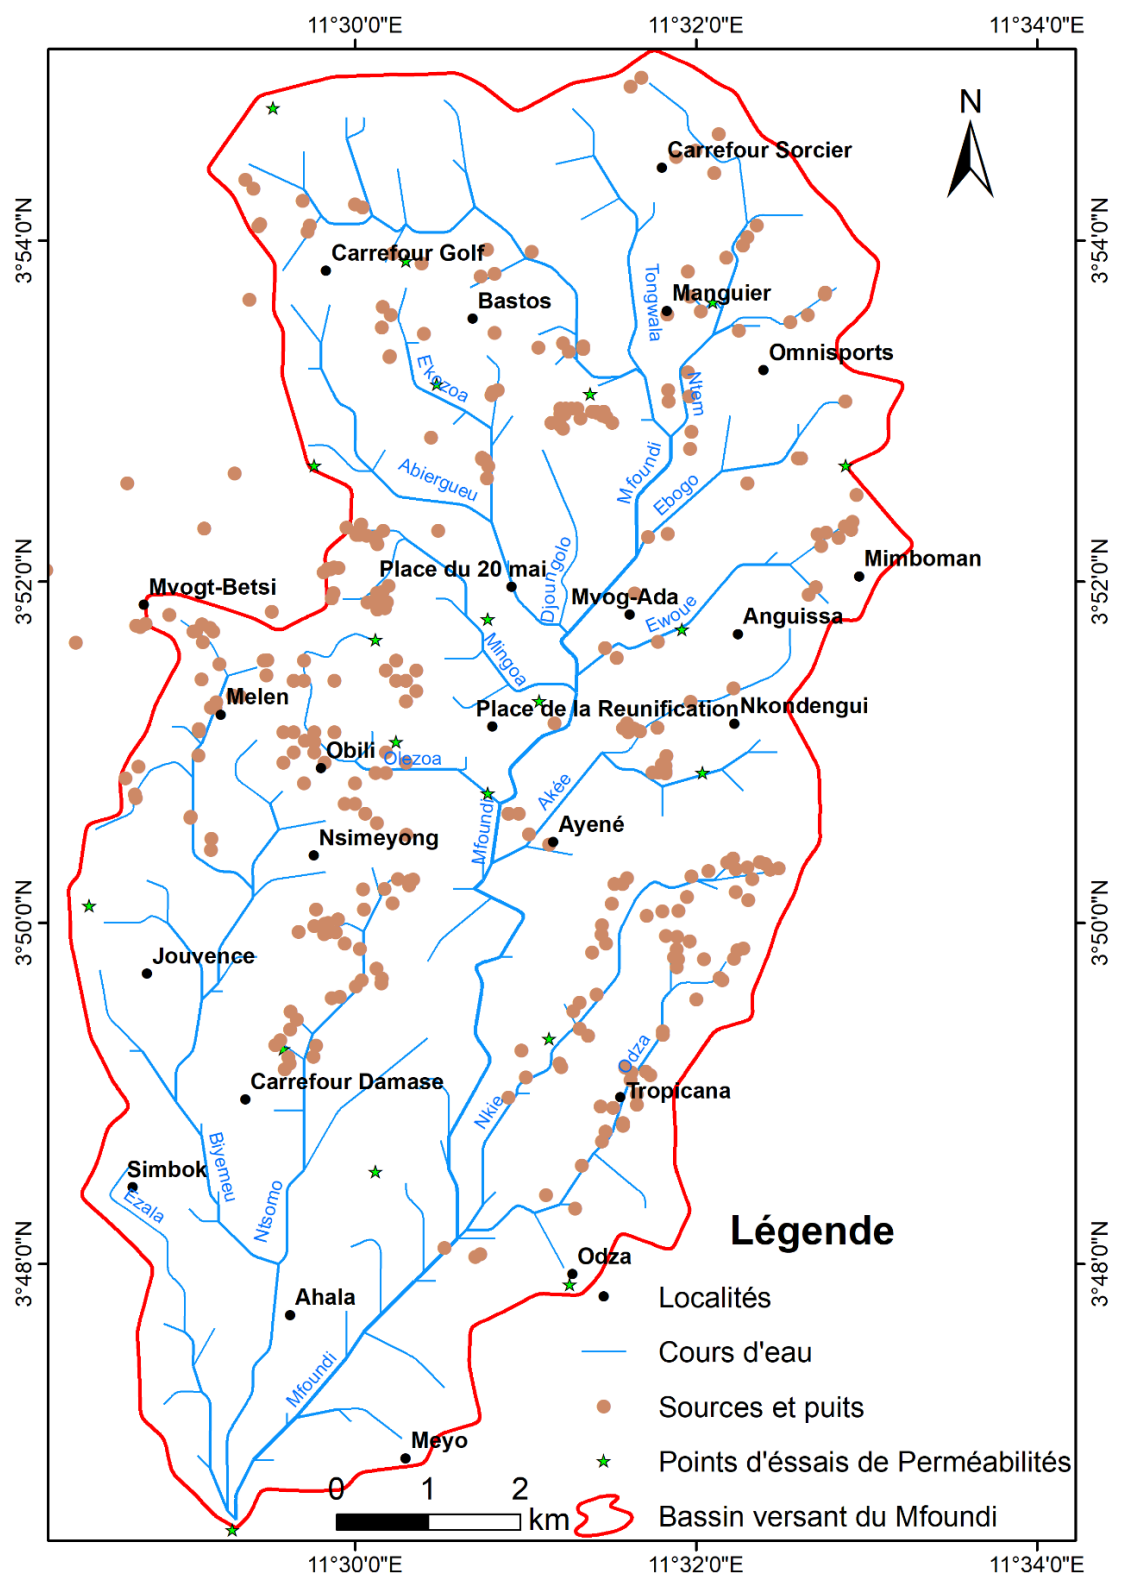 11°30'0"E
11°32'0"E
11°34'0"E
N
Carrefour Sorcier
3°54'0"N
3°54'0"N
Carrefour Golf
Tongwala
Manguier
Bastos
Omnisports
Ekozoa
Ntem
Mfoundi
Abiergueu
Ebogo
3°52'0"N
3°52'0"N
Mimboman
Place du 20 mai
Djoungolo
Mvogt-Betsi
Mvog-Ada
Ewoue
Anguissa
Mingoa
Melen
Place de la Reunification
Nkondengui
Obili
Olezoa
Akée
Mfoundi
Ayené
Nsimeyong
3°50'0"N
3°50'0"N
Jouvence
Odza
Carrefour Damase
Tropicana
Nkie
Biyemeu
Simbok
Ezala
Ntsomo
Légende
3°48'0"N
3°48'0"N
Odza
Ahala
Localités
Cours d'eau
Mfoundi
Sources et puits
Meyo
Points d'éssais de Perméabilités
0 1 2
km
Bassin versant du Mfoundi
11°30'0"E
11°32'0"E
11°34'0"E